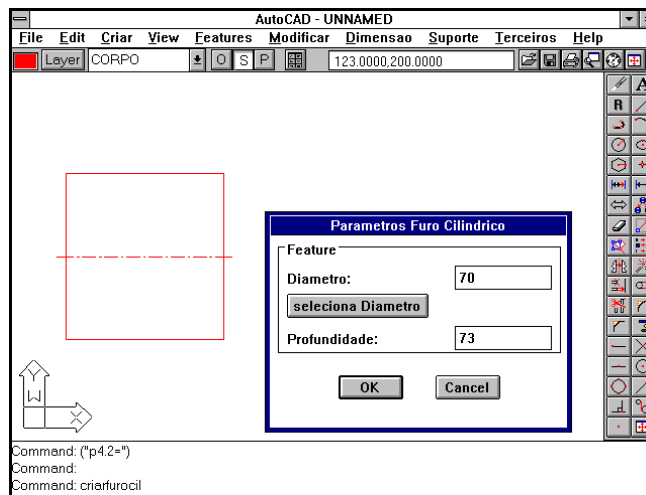 AutoCAD - UNNAMED
File Edit Criar View Features Modificar Dimensao Suporte Terceiros Help
Layer CORPO O S P 123.0000,200.0000
A
R
Parametros Furo Cilindrico
Feature
Diametro: 70
seleciona Diametro
Profundidade: 73
OK Cancel
Y
W
X
Command: ("p4.2=")
Command:
Command: criarfurocil